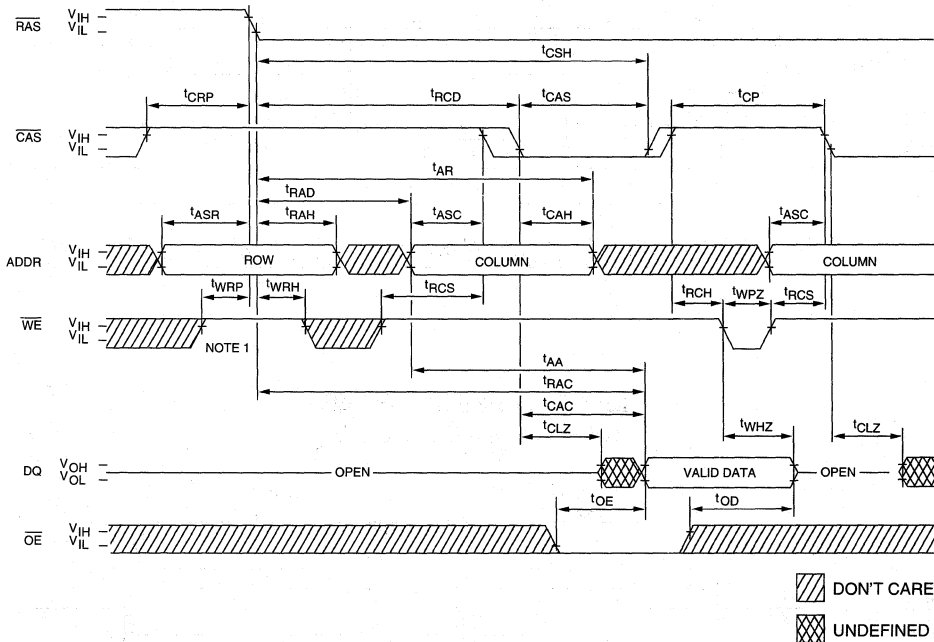 RAS VIH VIL
tCSH
tCRP tRCD tCAS tCP
CAS VIH VIL
tAR
tRAD
tASR tRAH tASC tCAH tASC
ADDR VIH VIL ROW COLUMN COLUMN
tWRP tWRH tRCS tRCH tWPZ tRCS
WE VIH VIL NOTE 1
tAA
tRAC
tCAC
tCLZ tWHZ tCLZ
DQ VOH VOL OPEN VALID DATA OPEN
tOE tOD
OE VIH VIL
DON'T CARE
UNDEFINED